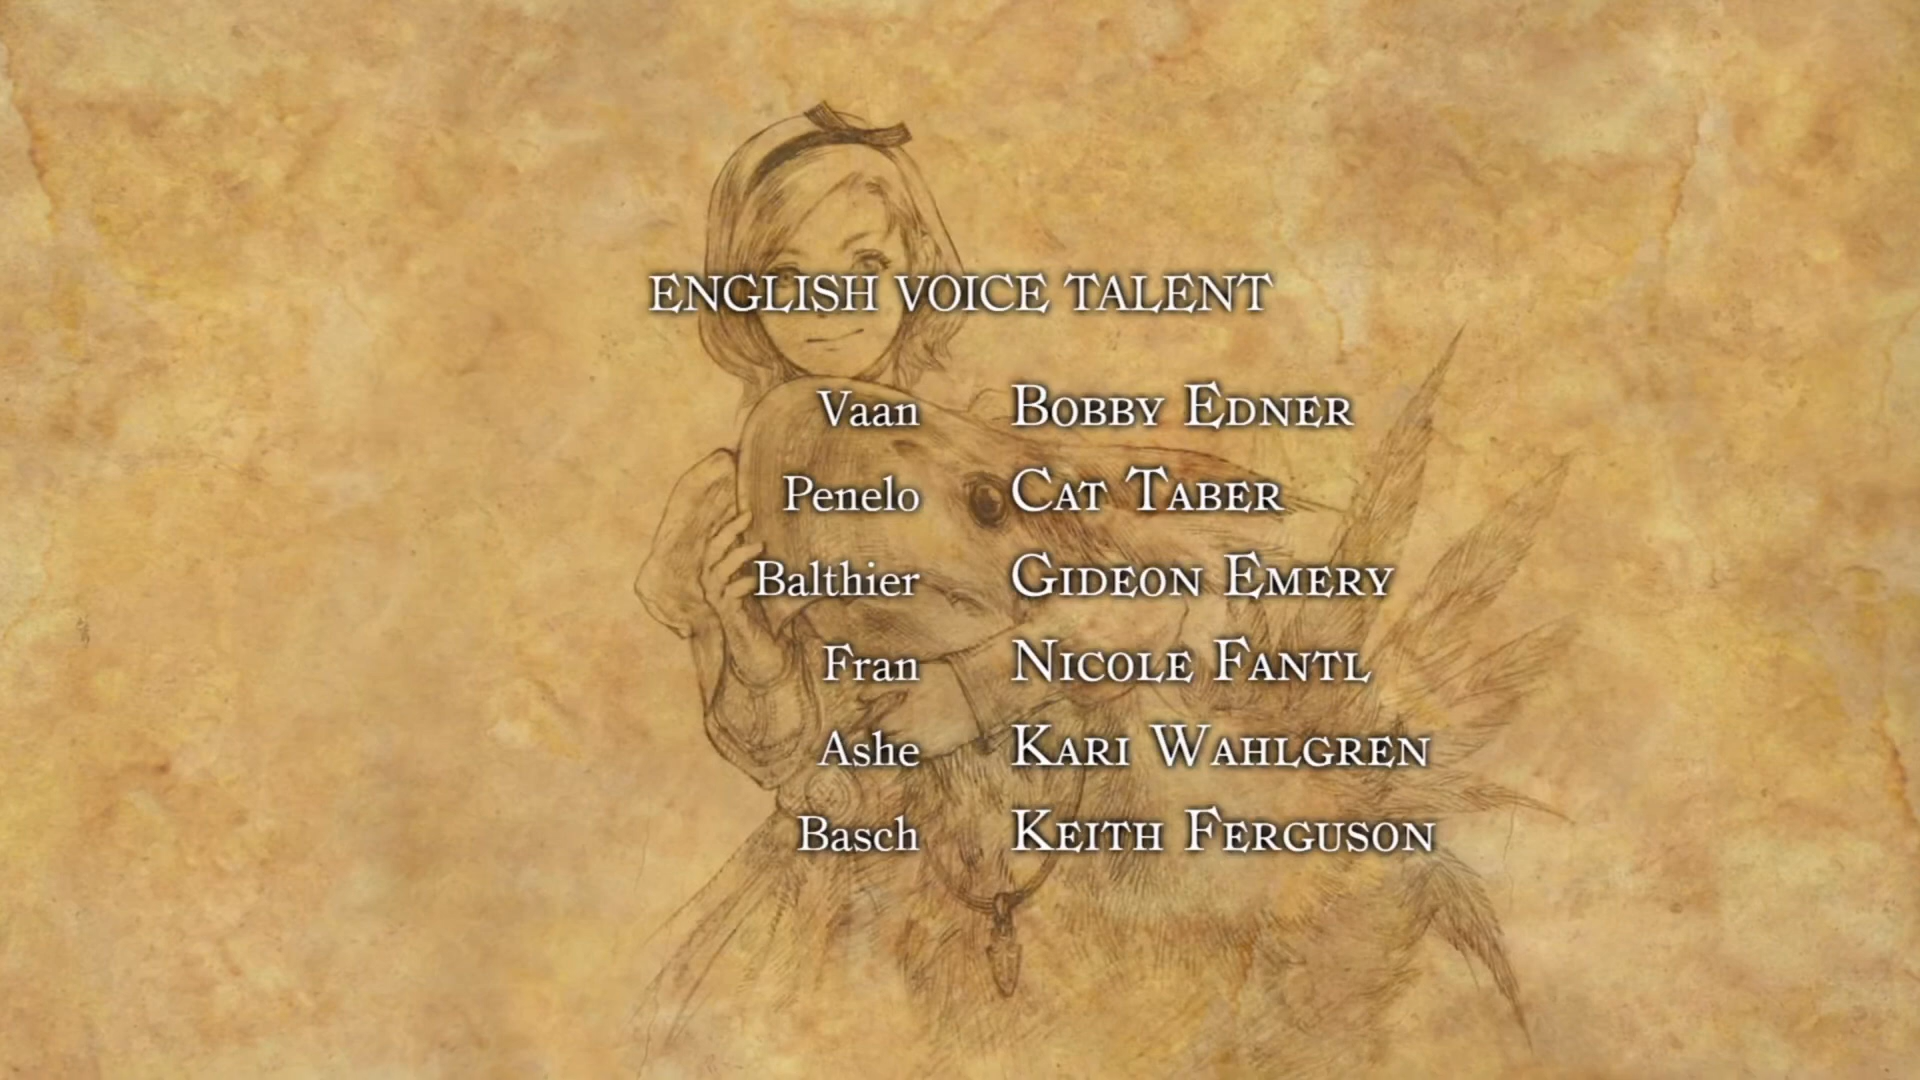 ENGLISH VOICE TALENT
Vaan Bobby Edner
Penelo Cat Taber
Balthier Gideon Emery
Fran Nicole Fantl
Ashe Kari Wahlgren
Basch Keith Ferguson